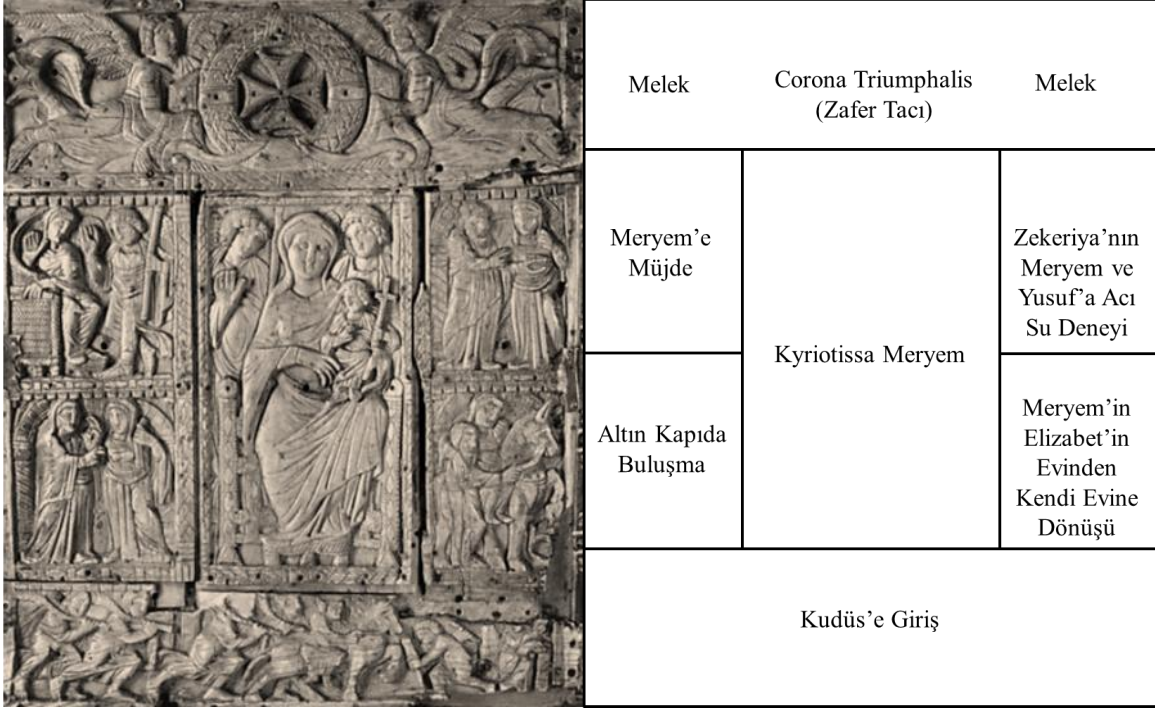 Melek
Corona Triumphalis
(Zafer Tacı)
Melek
Meryem’e
Müjde
Kyriotissa Meryem
Zekeriya’nın
Meryem ve
Yusuf’a Acı
Su Deneyi
Altın Kapıda
Buluşma
Meryem’in
Elizabet’in
Evinden
Kendi Evine
Dönüşü
Kudüs’e Giriş